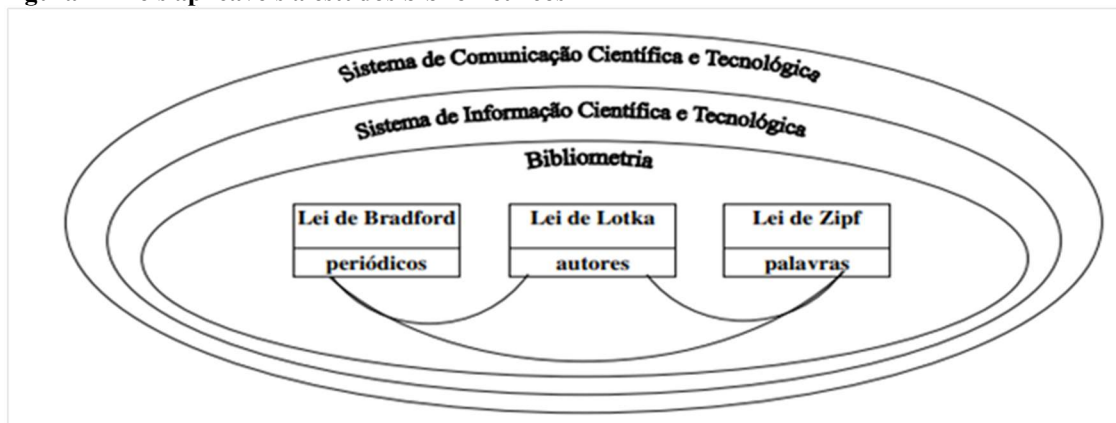 Sistema de Comunicação Científica e Tecnológica
Sistema de Informação Científica e Tecnológica
Bibliometria
Lei de Bradford
periódicos
Lei de Lotka
autores
Lei de Zipf
palavras